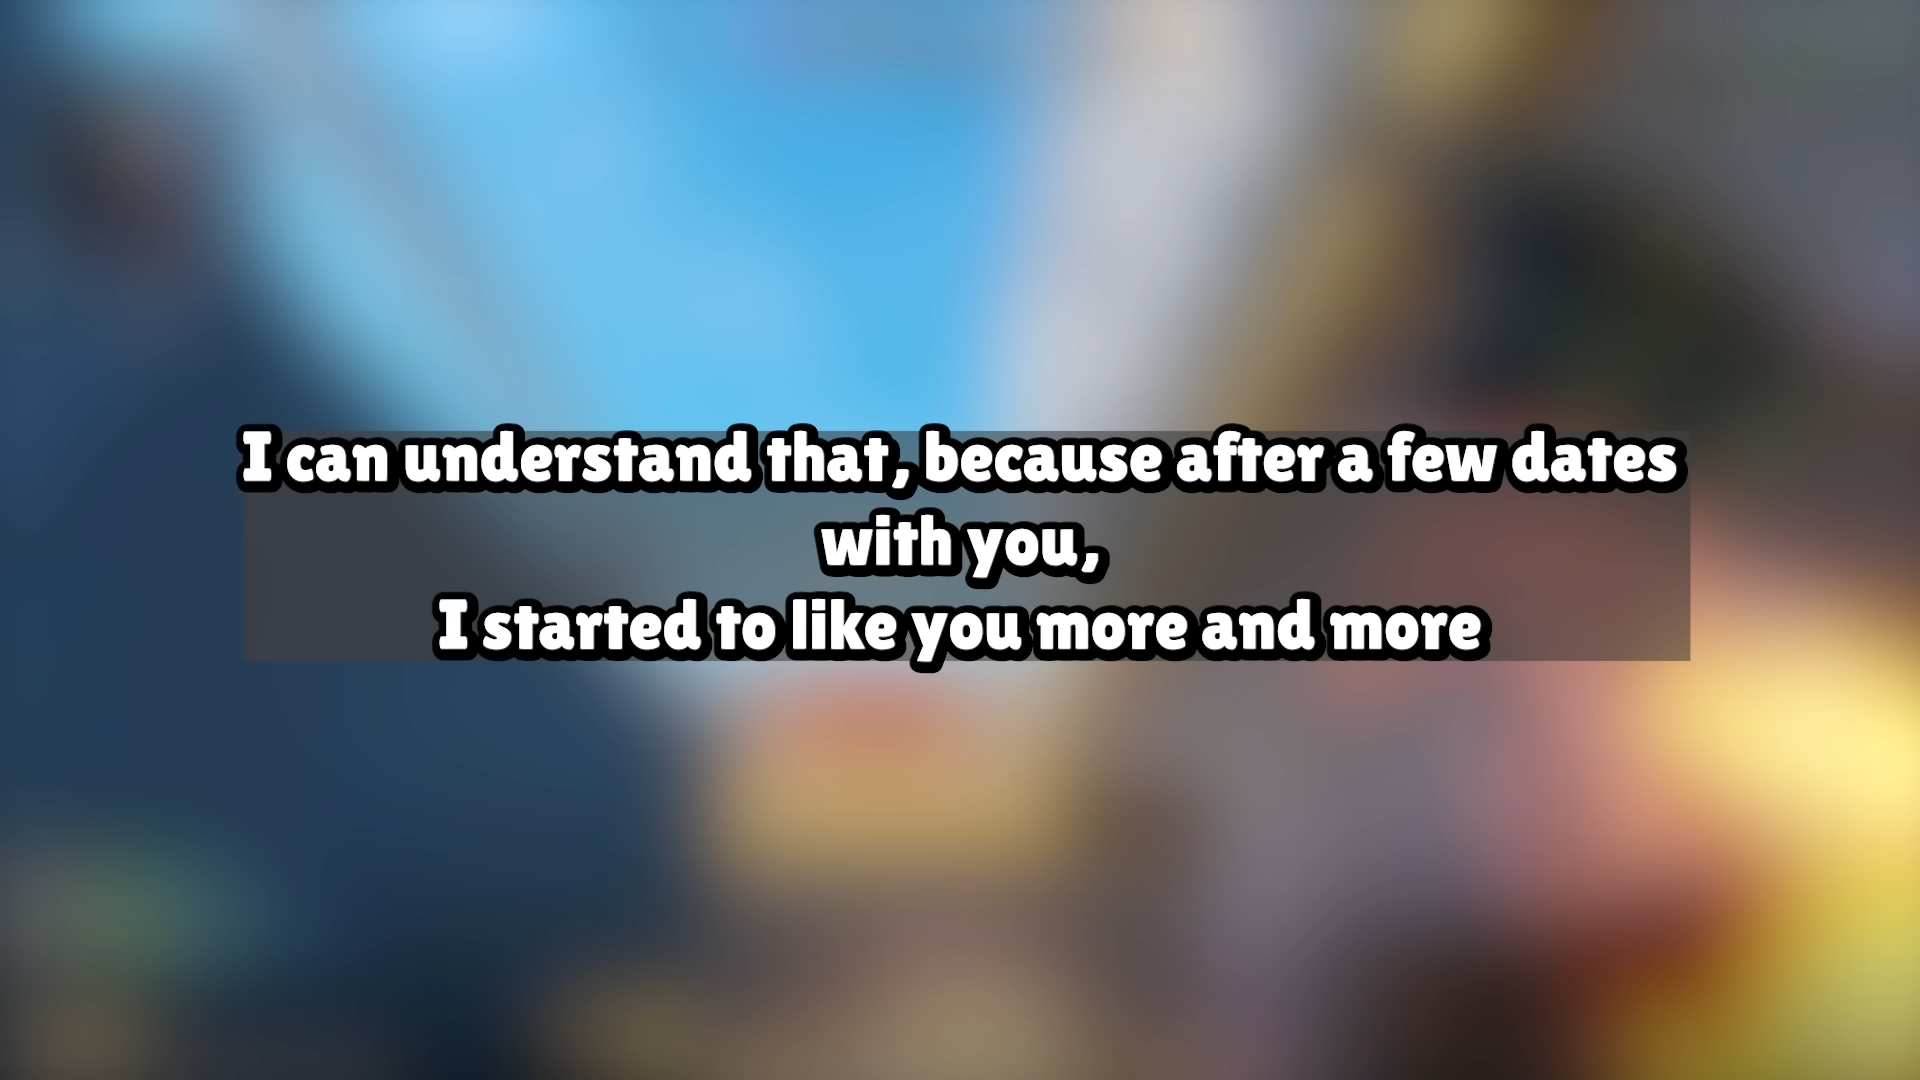 I can understand that, because after a few dates
with you,
I started to like you more and more